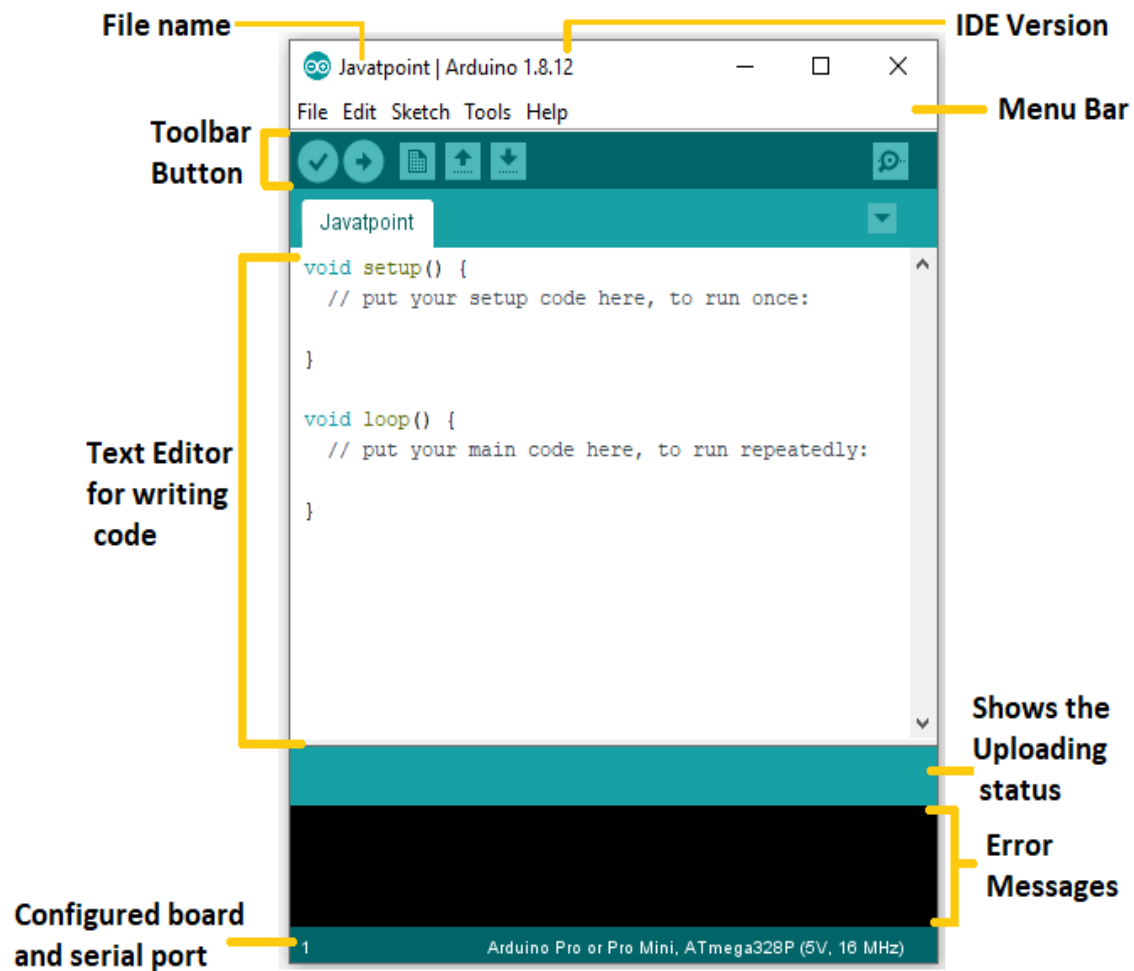 File name
IDE Version
Javatpoint | Arduino 1.8.12
File Edit Sketch Tools Help
Menu Bar
Toolbar
Button
Javatpoint
void setup() {
  // put your setup code here, to run once:
}
void loop() {
  // put your main code here, to run repeatedly:
}
Text Editor
for writing
code
Shows the
Uploading
status
Error
Messages
Configured board
and serial port
1
Arduino Pro or Pro Mini, ATmega328P (5V, 16 MHz)